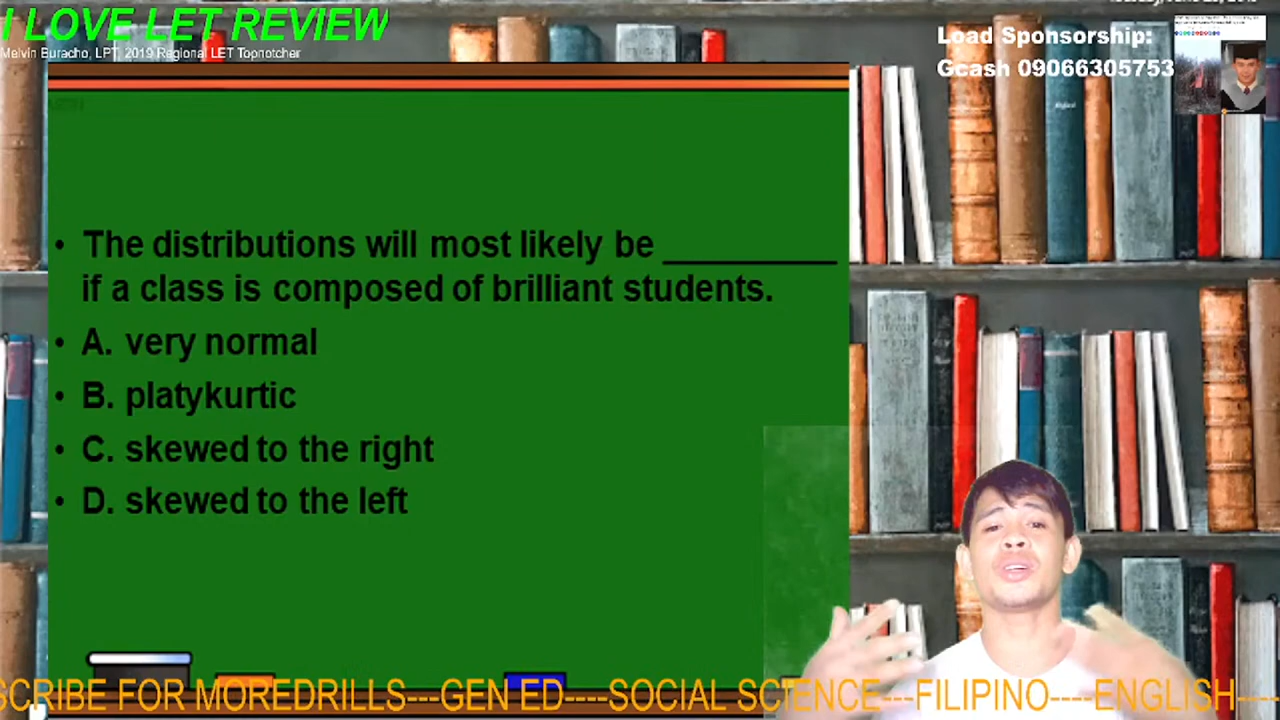 I LOVE LET REVIEW
Melvin Buracho, LPT, 2019 Regional LET Topnotcher
Load Sponsorship:
Gcash 09066305753
• The distributions will most likely be _________
if a class is composed of brilliant students.
• A. very normal
• B. platykurtic
• C. skewed to the right
• D. skewed to the left
SCRIBE FOR MOREDRILLS---GEN ED----SOCIAL SCIENCE---FILIPINO----ENGLISH----